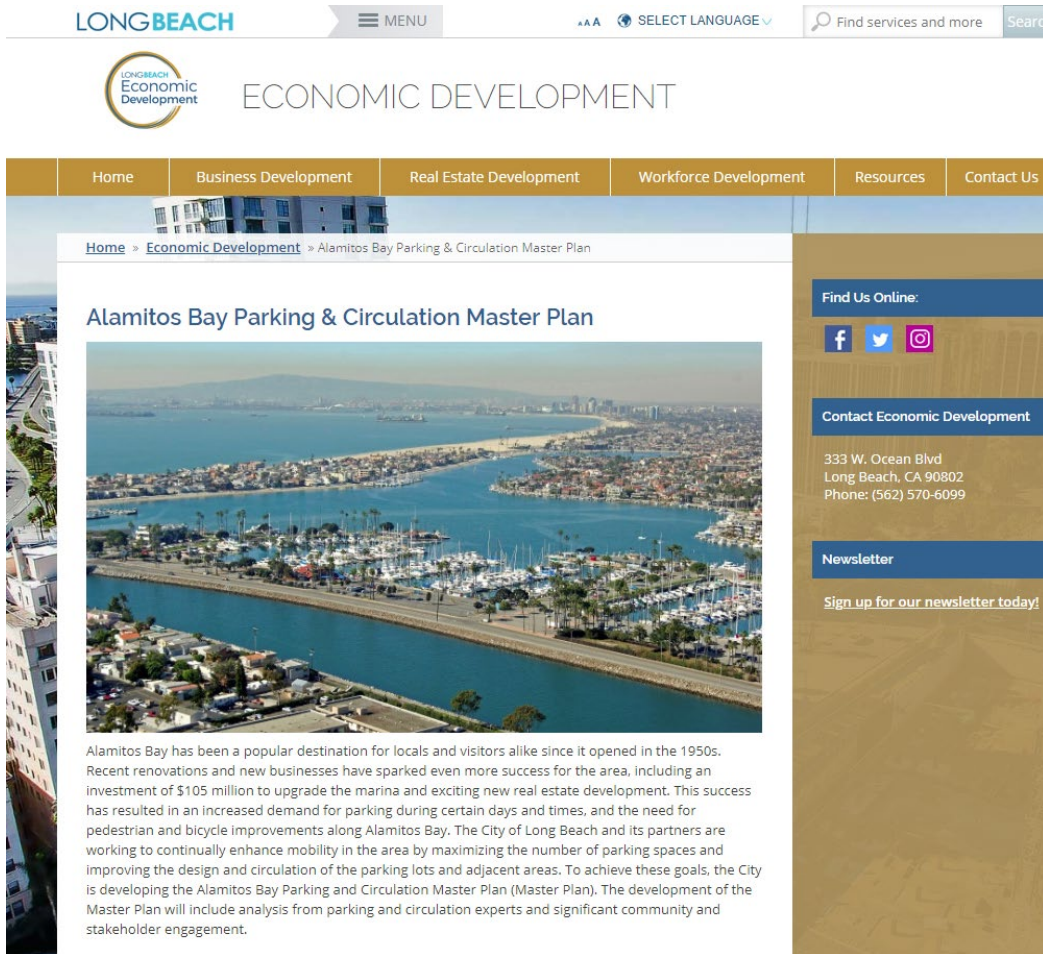 LONGBEACH
MENU
AAA
SELECT LANGUAGE
Find services and more
LONGBEACH
Economic
Development
ECONOMIC DEVELOPMENT
Home
Business Development
Real Estate Development
Workforce Development
Resources
Contact Us
Home » Economic Development » Alamitos Bay Parking & Circulation Master Plan
Alamitos Bay Parking & Circulation Master Plan
Alamitos Bay has been a popular destination for locals and visitors alike since it opened in the 1950s.
Recent renovations and new businesses have sparked even more success for the area, including an
investment of $105 million to upgrade the marina and exciting new real estate development. This success
has resulted in an increased demand for parking during certain days and times, and the need for
pedestrian and bicycle improvements along Alamitos Bay. The City of Long Beach and its partners are
working to continually enhance mobility in the area by maximizing the number of parking spaces and
improving the design and circulation of the parking lots and adjacent areas. To achieve these goals, the City
is developing the Alamitos Bay Parking and Circulation Master Plan (Master Plan). The development of the
Master Plan will include analysis from parking and circulation experts and significant community and
stakeholder engagement.
Find Us Online:
Contact Economic Development
333 W. Ocean Blvd
Long Beach, CA 90802
Phone: (562) 570-6099
Newsletter
Sign up for our newsletter today!